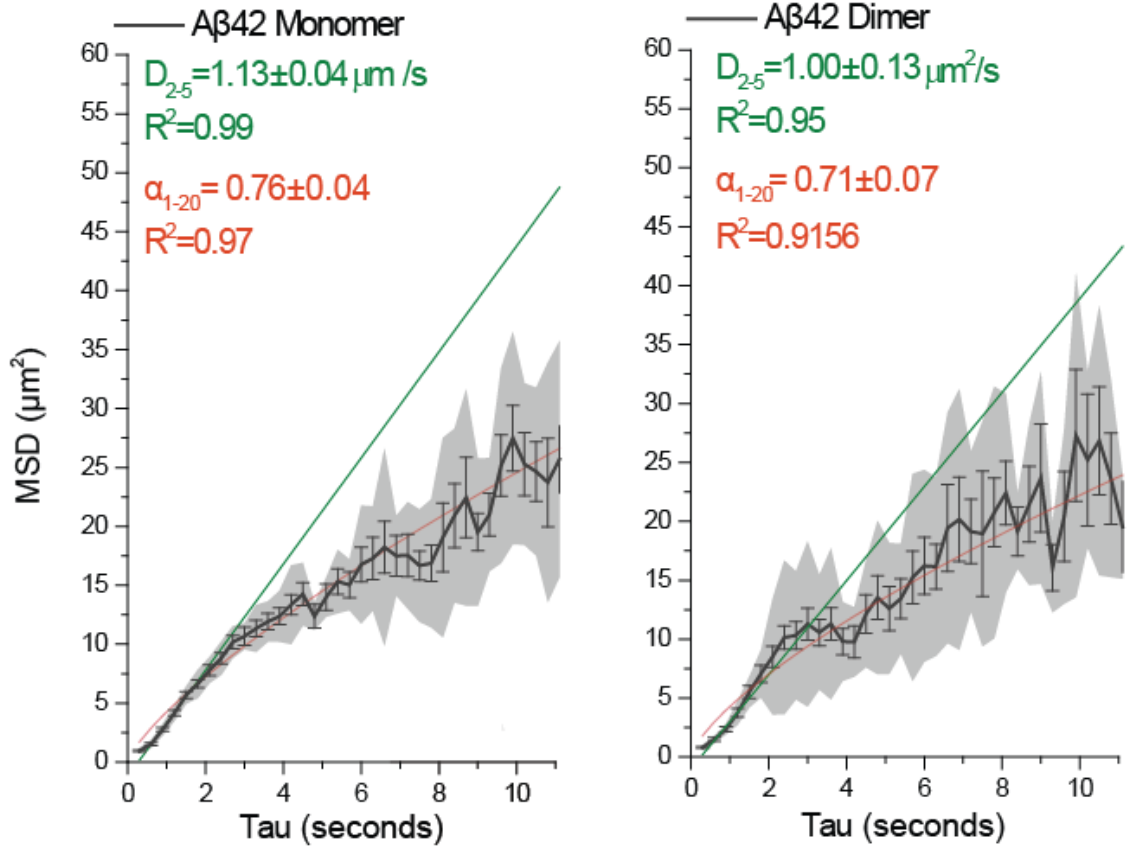 Aβ42 Monomer
D2-5=1.13±0.04 μm /s
R²=0.99
α1-20= 0.76±0.04
R²=0.97
60
55
50
45
40
35
30
25
20
15
10
5
0
MSD (μm²)
0 2 4 6 8 10
Tau (seconds)
Aβ42 Dimer
D2-5=1.00±0.13 μm²/s
R²=0.95
α1-20= 0.71±0.07
R²=0.9156
60
55
50
45
40
35
30
25
20
15
10
5
0
0 2 4 6 8 10
Tau (seconds)